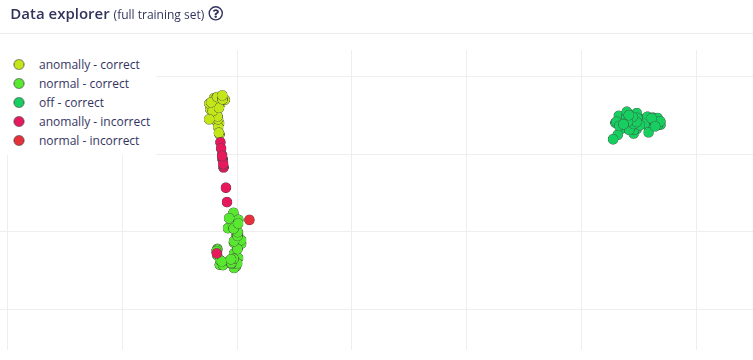 Data explorer (full training set) ?
anomally - correct
normal - correct
off - correct
anomally - incorrect
normal - incorrect